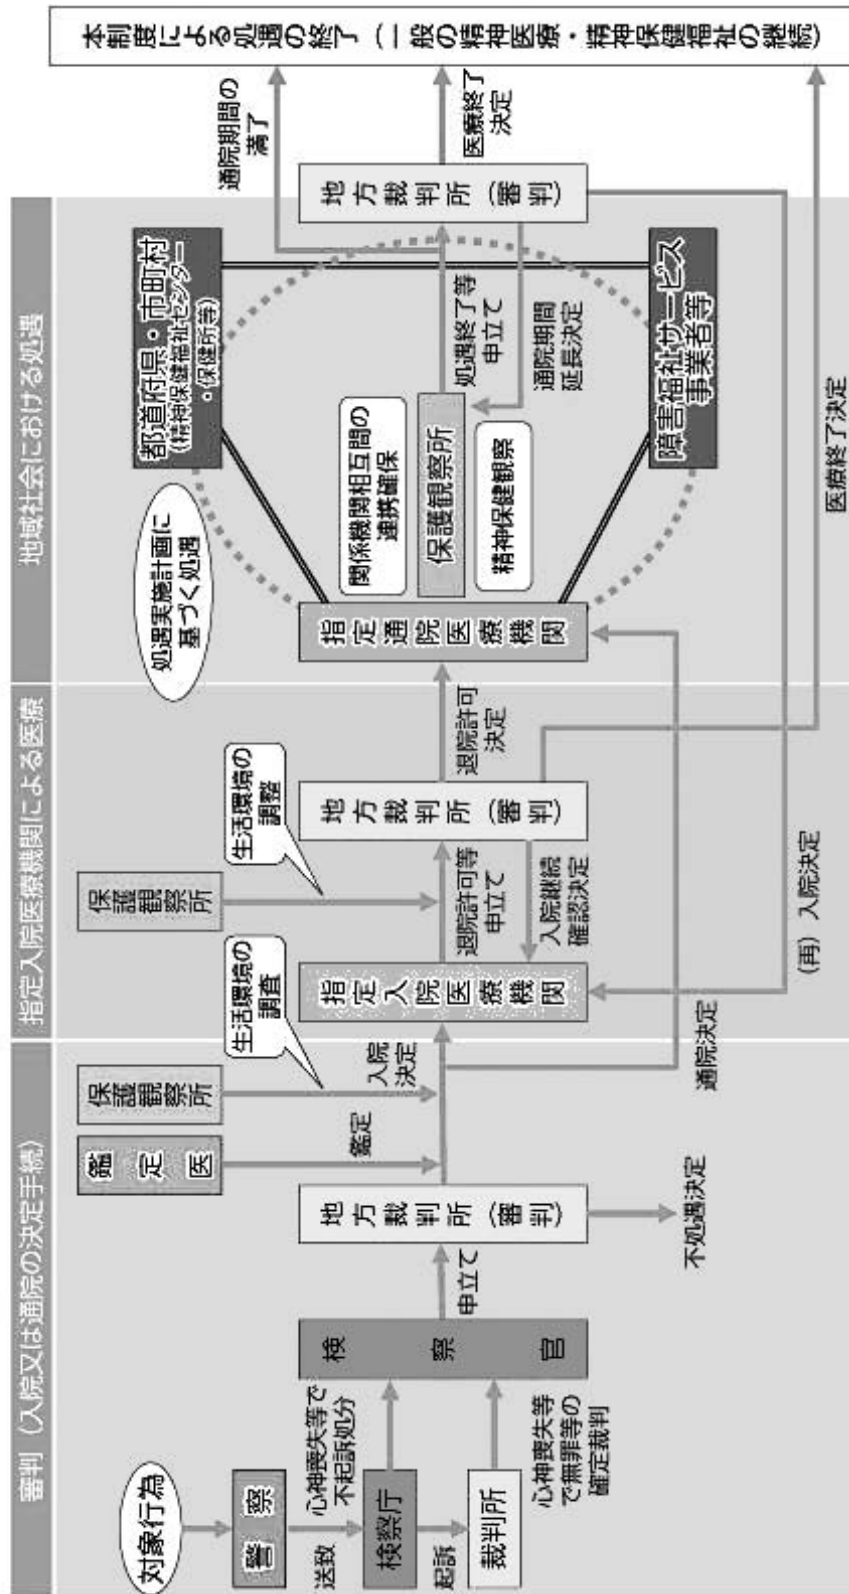 審判（入院又は通院の決定手続）
対象行為
警察
送致
検察庁
起訴
裁判所
心神喪失等で
不起訴処分
心神喪失等
で無罪等の
確定裁判
検察官
申立て
地方裁判所（審判）
不処遇決定
鑑定医
鑑定
保護観察所
生活環境の
調査
入院
決定
通院決定
指定入院医療機関による医療
指定入院医療機関
保護観察所
生活環境の
調整
退院許可等
申立て
入院継続
確認決定
地方裁判所（審判）
退院許可
決定
(再) 入院決定
医療終了決定
地域社会における処遇
処遇実施計画に
基づく処遇
指定通院医療機関
都道府県・市町村
(精神保健福祉センター
・保健所等)
関係機関相互間の
連携確保
保護観察所
精神保健観察
障害福祉サービス
事業者等
処遇終了等
申立て
通院期間
延長決定
地方裁判所（審判）
通院期間の
満了
医療終了
決定
本制度による処遇の終了（一般の精神医療・精神保健福祉の継続）